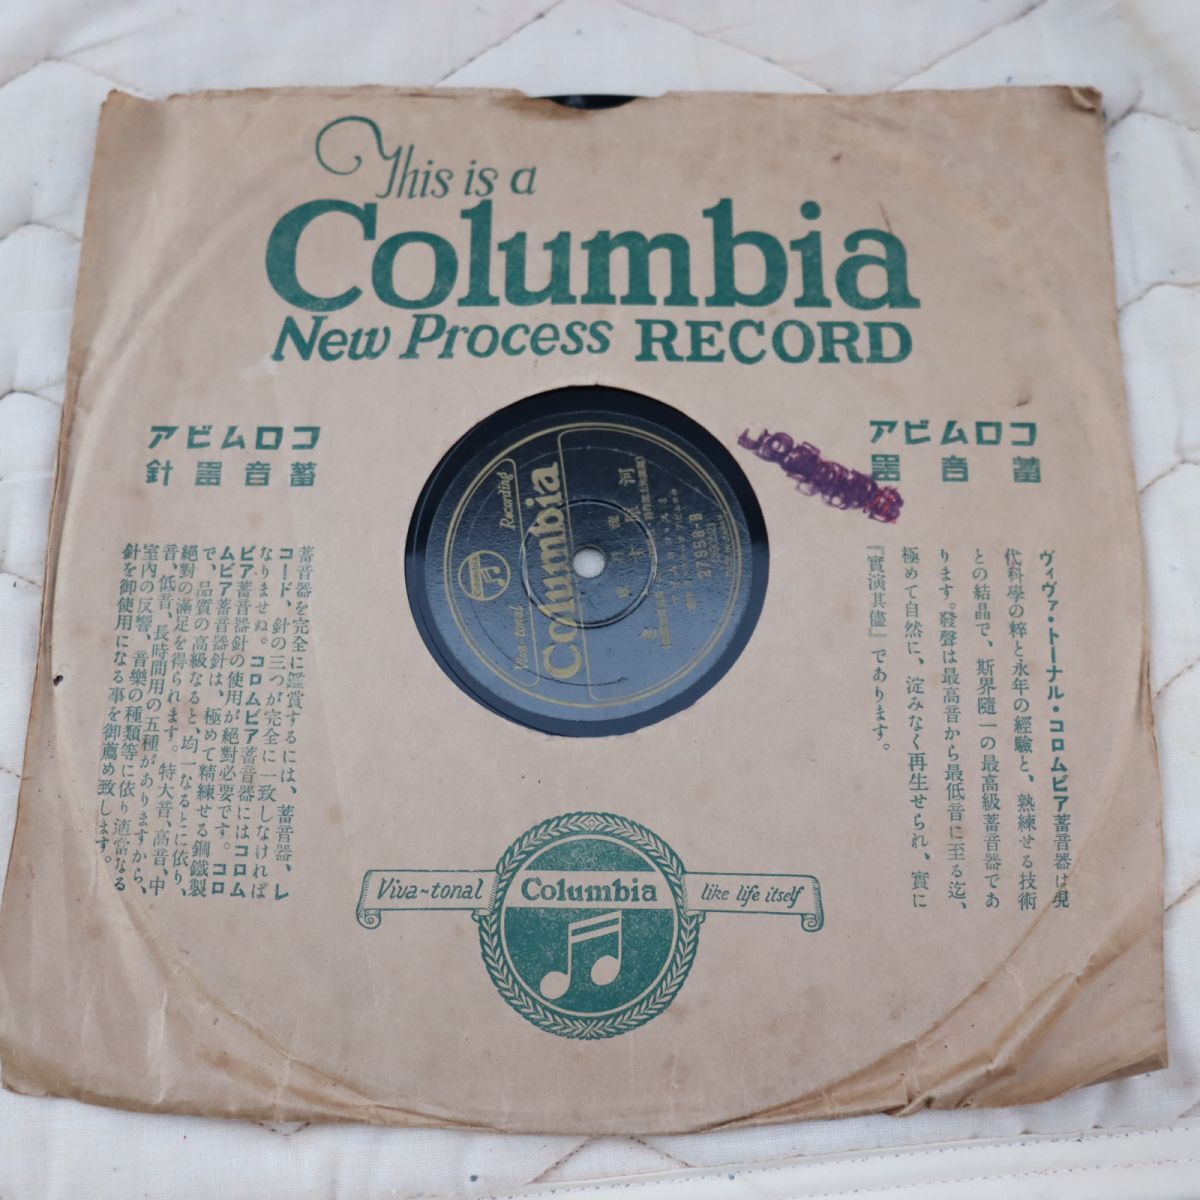 This is a
Columbia
New Process RECORD
コロムビア
蓄音器
ヴィヴァ・トーナル・コロムビア蓄音器は現
代科學の粹と永年の經驗と、熟練せる技術
との結晶で、斯界隨一の最高級蓄音器であ
ります。發聲は最高音から最低音に至る迄、
極めて自然に、淀みなく再生せられ、實に
『實演其儘』であります。
コロムビア
蓄音器針
蓄音器を完全に鑑賞するには、蓄音器、レ
コード、針の三つが完全に一致しなければ
なりませぬ。コロムビア蓄音器にはコロム
ビア蓄音器針の使用が絕對必要です。コロ
ムビア蓄音器針は、極めて精練せる鋼鐵製
で、品質の高級なると、均一なるとに依り、
絕對の滿足を得られます。特大音、高音、中
音、低音、長時間用の五種がありますから、
室內の反響、音樂の種類等に依り適當なる
針を御使用になる事を御薦め致します。
Viva-tonal Recording
Columbia
27958-B
Viva~tonal
Columbia
like life itself